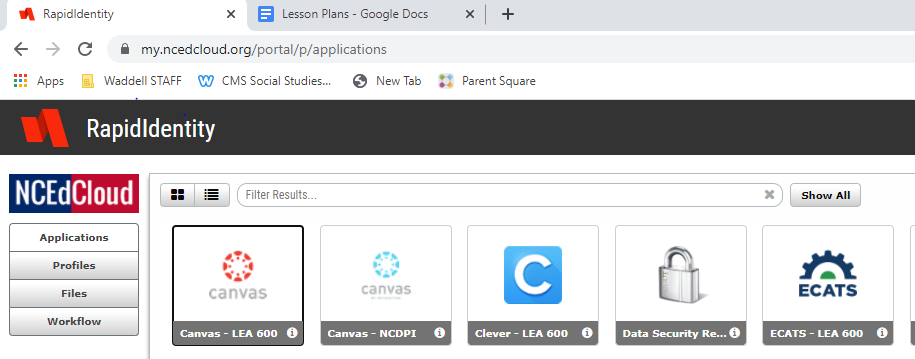 RapidIdentity
Lesson Plans - Google Docs
my.ncedcloud.org/portal/p/applications
Apps Waddell STAFF CMS Social Studies... New Tab Parent Square
RapidIdentity
NCEdCloud
Filter Results... Show All
Applications
Profiles
Files
Workflow
canvas
Canvas - LEA 600
canvas
Canvas - NCDPI
C
Clever - LEA 600
Data Security Re...
ECATS
ECATS - LEA 600